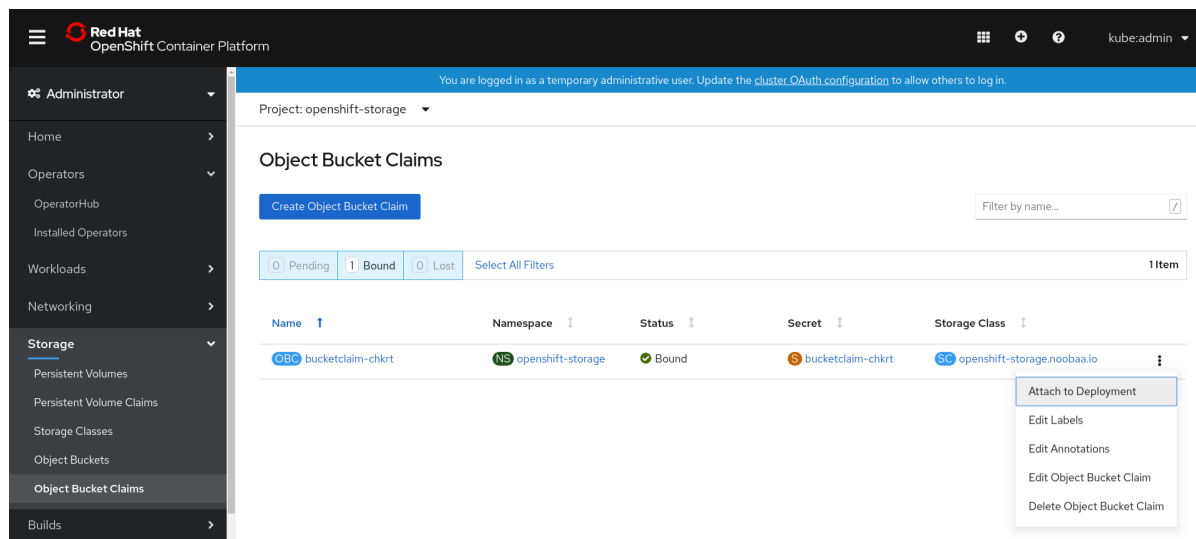 Red Hat
OpenShift Container Platform
kube:admin
Administrator
You are logged in as a temporary administrative user. Update the cluster OAuth configuration to allow others to log in.
Project: openshift-storage
Home
Operators
OperatorHub
Installed Operators
Workloads
Networking
Storage
Persistent Volumes
Persistent Volume Claims
Storage Classes
Object Buckets
Object Bucket Claims
Builds
Object Bucket Claims
Create Object Bucket Claim
Filter by name... /
0 Pending 1 Bound 0 Lost Select All Filters 1 Item
Name Namespace Status Secret Storage Class
OBC bucketclaim-chkrt NS openshift-storage Bound S bucketclaim-chkrt SC openshift-storage.noobaa.io
Attach to Deployment
Edit Labels
Edit Annotations
Edit Object Bucket Claim
Delete Object Bucket Claim